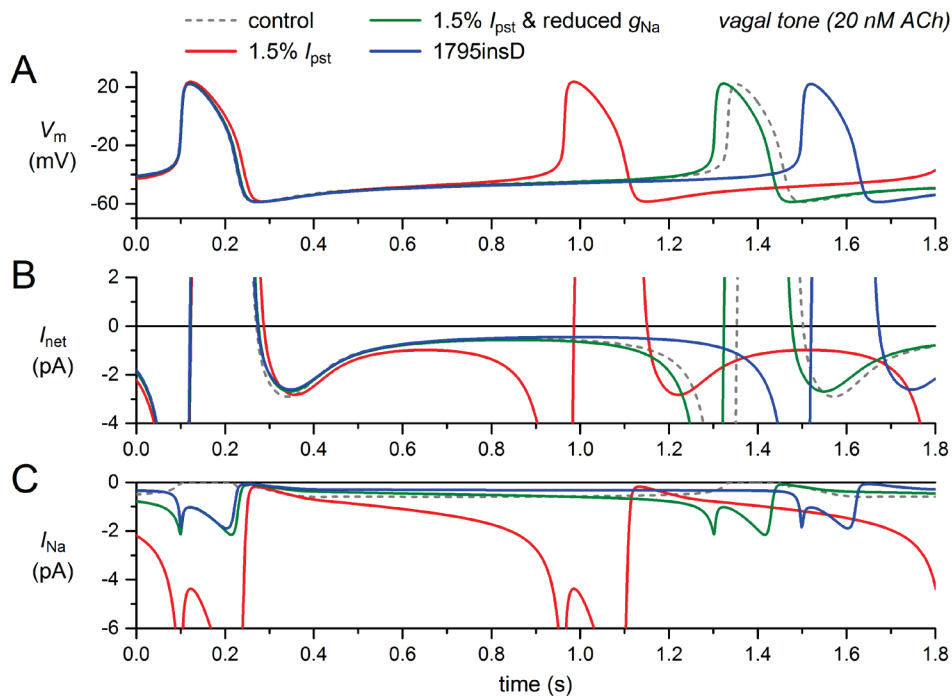 control
1.5% Ipst & reduced gNa
vagal tone (20 nM ACh)
1.5% Ipst
1795insD
A
20
-20
-60
Vm
(mV)
0.0 0.2 0.4 0.6 0.8 1.0 1.2 1.4 1.6 1.8
B
2
0
-2
-4
Inet
(pA)
0.0 0.2 0.4 0.6 0.8 1.0 1.2 1.4 1.6 1.8
C
0
-2
-4
-6
INa
(pA)
0.0 0.2 0.4 0.6 0.8 1.0 1.2 1.4 1.6 1.8
time (s)